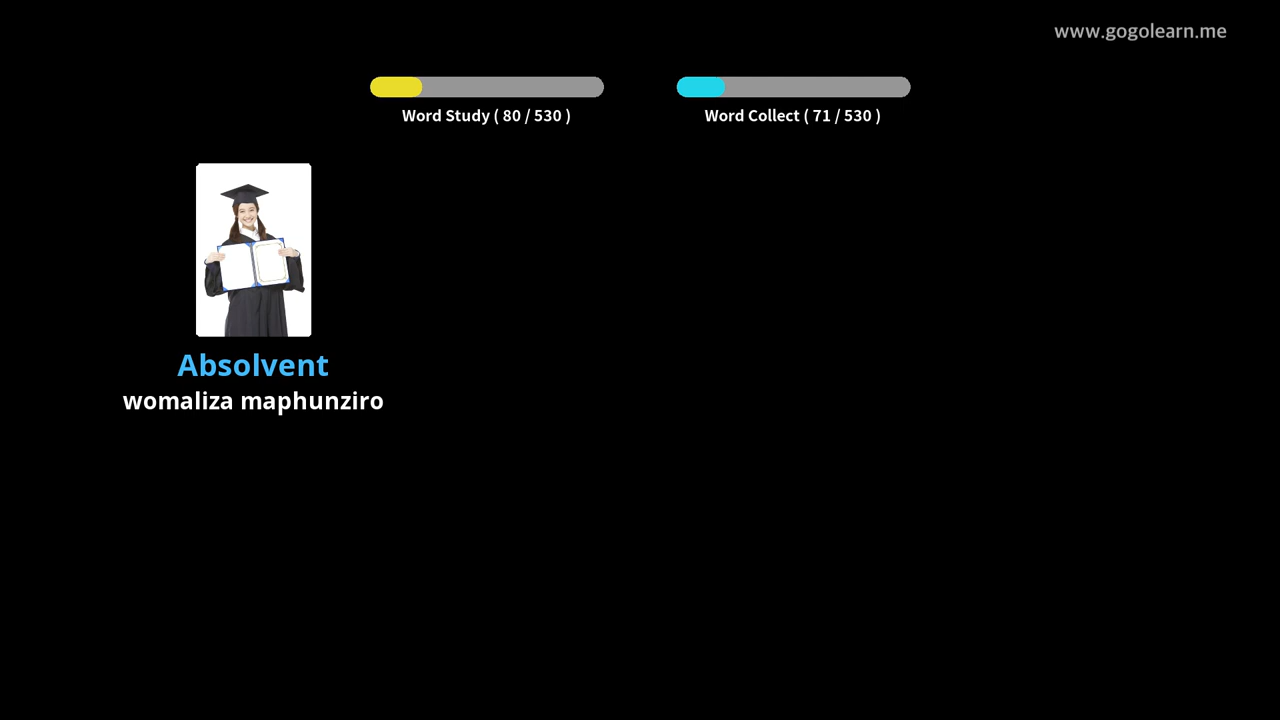 www.gogolearn.me
Word Study ( 80 / 530 )
Word Collect ( 71 / 530 )
Absolvent
womaliza maphunziro